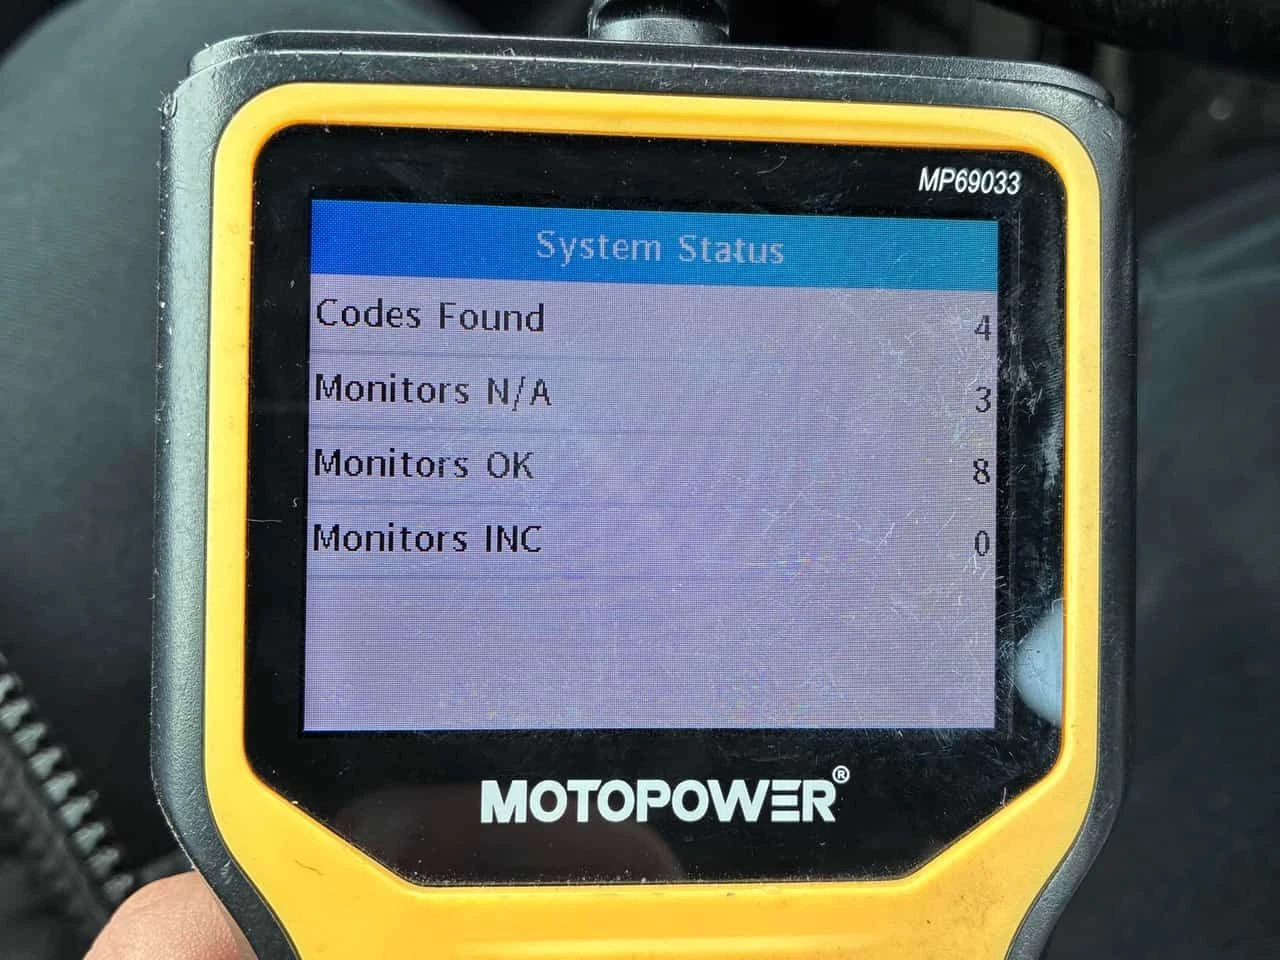 MP69033
System Status
Codes Found 4
Monitors N/A 3
Monitors OK 8
Monitors INC 0
MOTOPOWER®